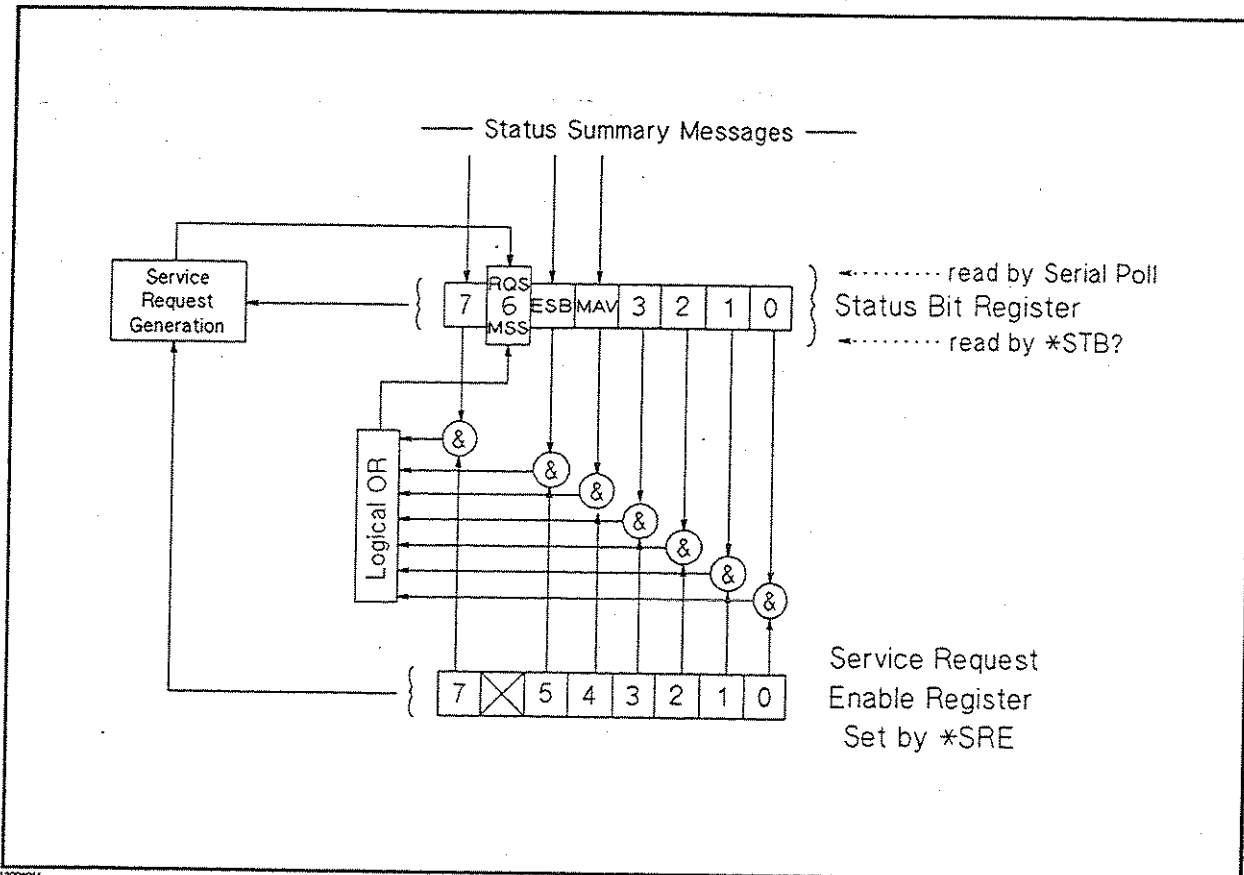 Status Summary Messages
Service
Request
Generation
7
RQS
6
MSS
ESB
MAV
3
2
1
0
read by Serial Poll
Status Bit Register
read by *STB?
&
&
&
&
&
&
&
Logical OR
7
5
4
3
2
1
0
Service Request
Enable Register
Set by *SRE